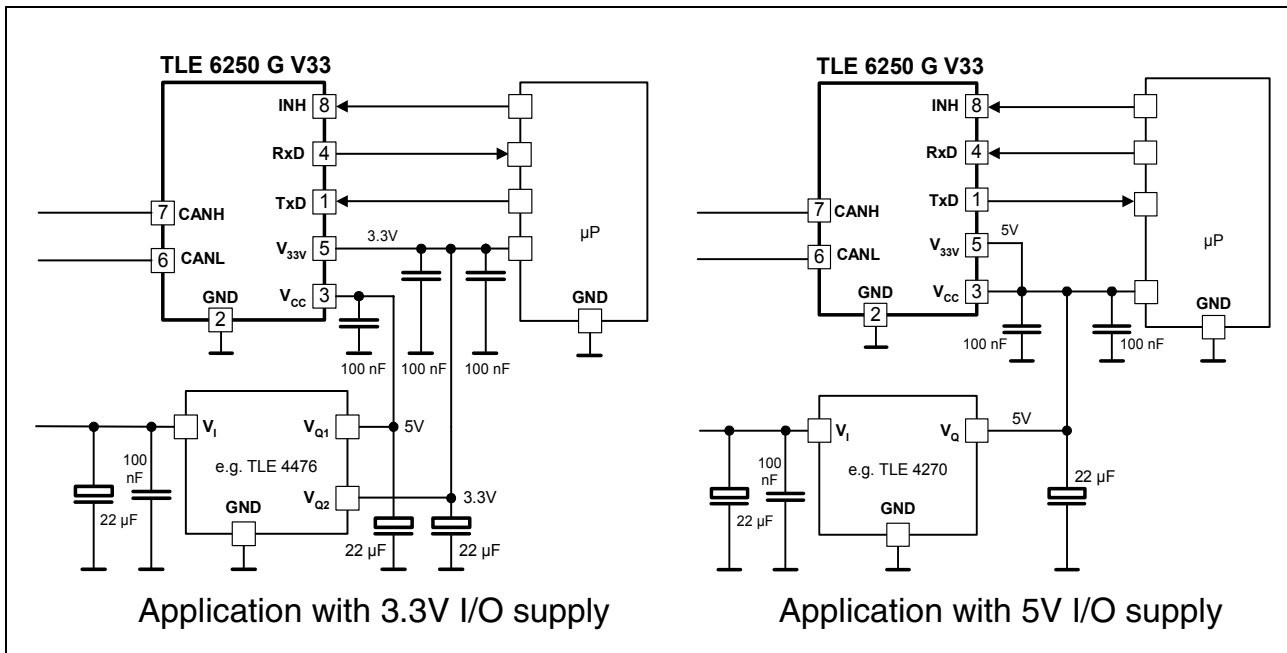 TLE 6250 G V33
INH 8
RxD 4
TxD 1
V33V 5
3.3V
VCC 3
7 CANH
6 CANL
GND
2
µP
GND
100 nF
100 nF
100 nF
VI
VQ1
5V
e.g. TLE 4476
VQ2
3.3V
GND
100
nF
22 µF
22 µF
22 µF
Application with 3.3V I/O supply
TLE 6250 G V33
INH 8
RxD 4
TxD 1
5V
V33V 5
VCC 3
7 CANH
6 CANL
GND
2
µP
GND
100 nF
100 nF
VI
VQ
5V
e.g. TLE 4270
GND
100
nF
22 µF
22 µF
Application with 5V I/O supply